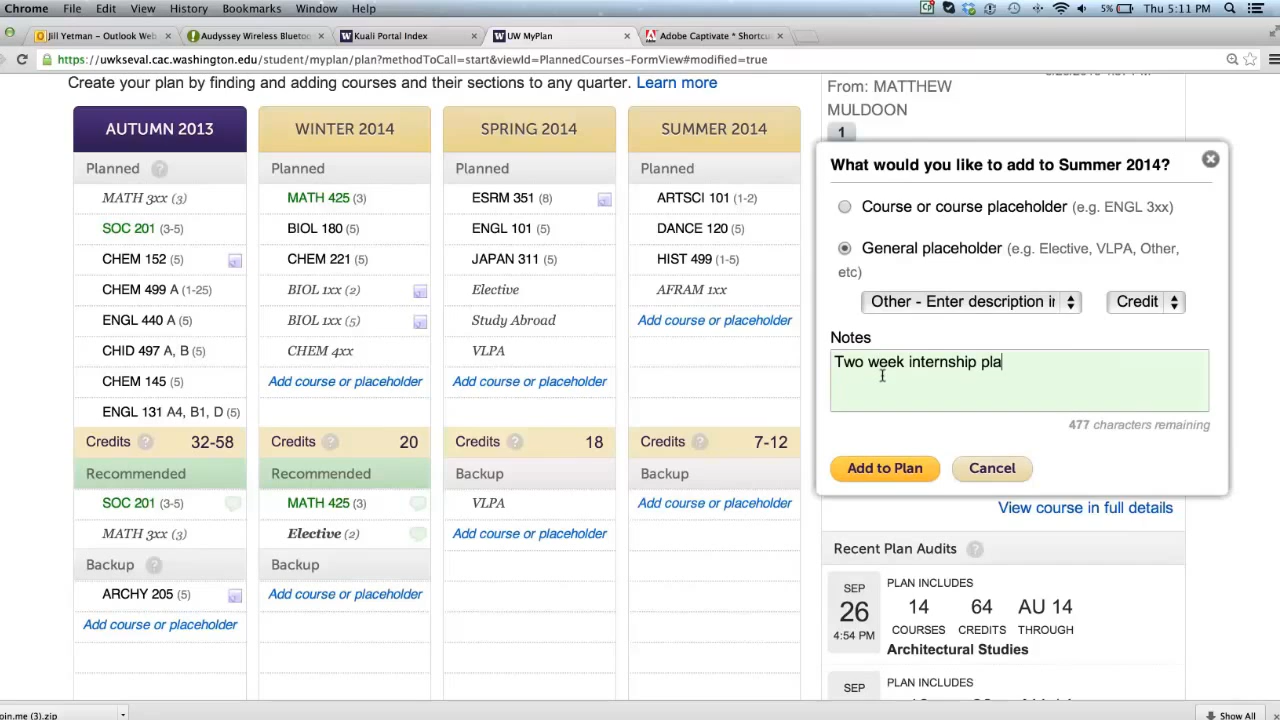 Chrome File Edit View History Bookmarks Window Help 5% Thu 5:11 PM
Jill Yetman - Outlook Web Audyssey Wireless Bluetoo Kuali Portal Index UW MyPlan Adobe Captivate * Shortcu
https://uwkseval.cac.washington.edu/student/myplan/plan?methodToCall=start&viewId=PlannedCourses-FormView#modified=true
Create your plan by finding and adding courses and their sections to any quarter. Learn more
AUTUMN 2013
Planned ?
MATH 3xx (3)
SOC 201 (3-5)
CHEM 152 (5)
CHEM 499 A (1-25)
ENGL 440 A (5)
CHID 497 A, B (5)
CHEM 145 (5)
ENGL 131 A4, B1, D (5)
Credits ? 32-58
Recommended
SOC 201 (3-5)
MATH 3xx (3)
Backup ?
ARCHY 205 (5)
Add course or placeholder
WINTER 2014
Planned
MATH 425 (3)
BIOL 180 (5)
CHEM 221 (5)
BIOL 1xx (2)
BIOL 1xx (5)
CHEM 4xx
Add course or placeholder
Credits ? 20
Recommended
MATH 425 (3)
Elective (2)
Backup
Add course or placeholder
SPRING 2014
Planned
ESRM 351 (8)
ENGL 101 (5)
JAPAN 311 (5)
Elective
Study Abroad
VLPA
Add course or placeholder
Credits ? 18
Backup
VLPA
Add course or placeholder
SUMMER 2014
Planned
ARTSCI 101 (1-2)
DANCE 120 (5)
HIST 499 (1-5)
AFRAM 1xx
Add course or placeholder
Credits ? 7-12
Backup
Add course or placeholder
From: MATTHEW
MULDOON
1
What would you like to add to Summer 2014?
Course or course placeholder (e.g. ENGL 3xx)
General placeholder (e.g. Elective, VLPA, Other,
etc)
Other - Enter description ir Credit
Notes
Two week internship pla
477 characters remaining
Add to Plan Cancel
View course in full details
Recent Plan Audits ?
SEP
26
4:54 PM
PLAN INCLUDES
14 64 AU 14
COURSES CREDITS THROUGH
Architectural Studies
SEP
PLAN INCLUDES
oin.me (3).zip
Show All